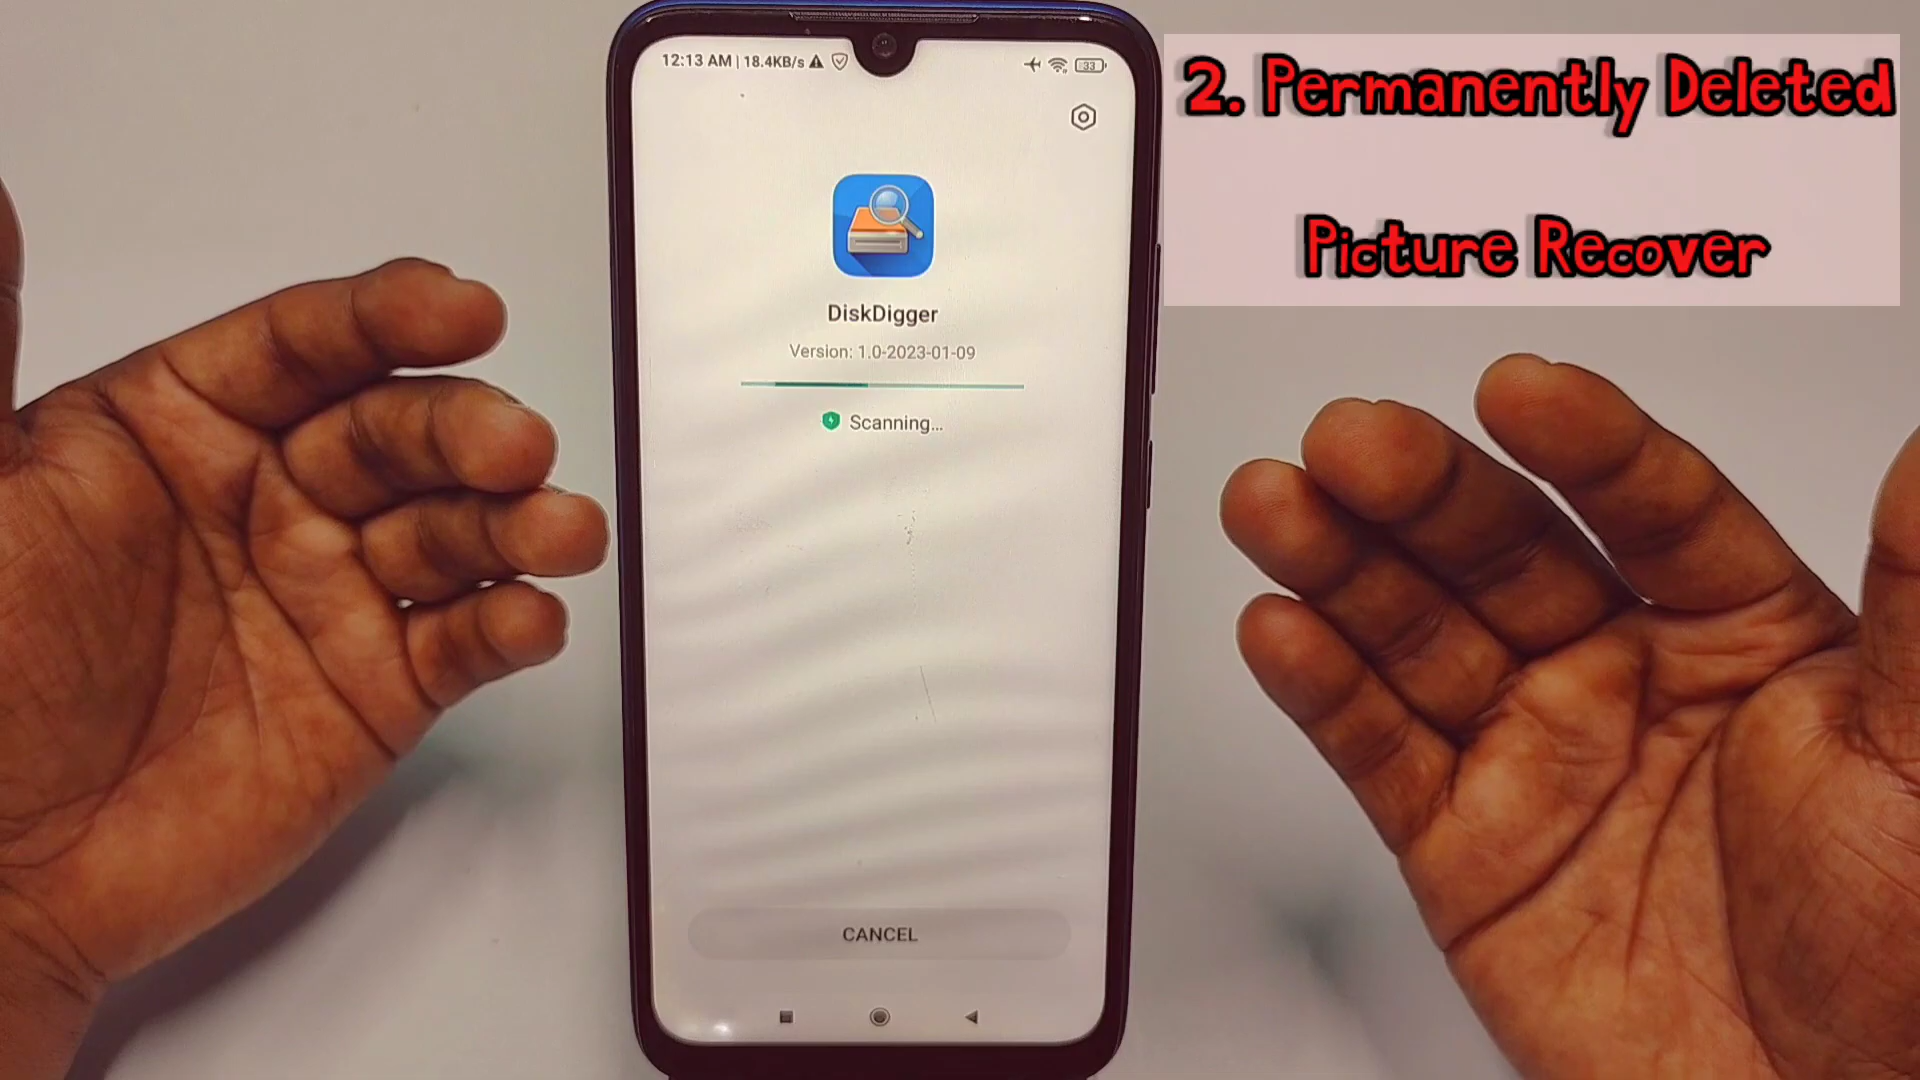 12:13 AM | 18.4KB/s
33
2. Permanently Deleted
Picture Recover
DiskDigger
Version: 1.0-2023-01-09
Scanning...
CANCEL